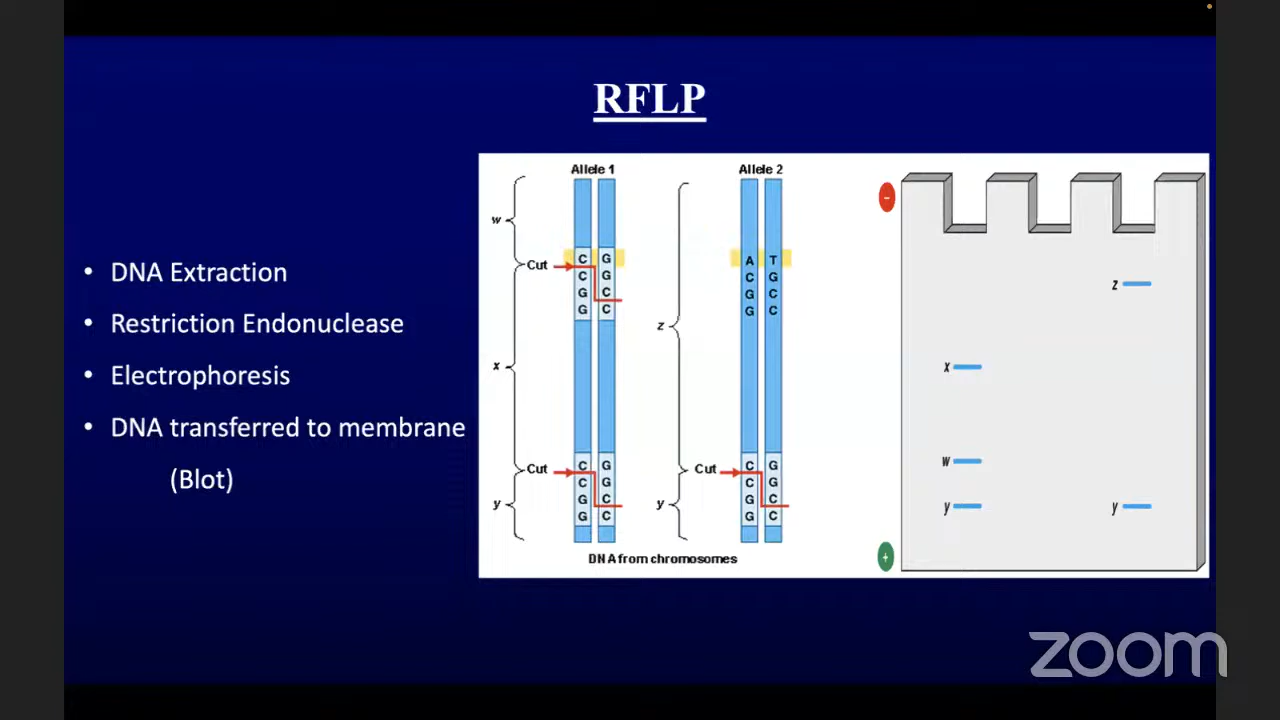 RFLP
• DNA Extraction
• Restriction Endonuclease
• Electrophoresis
• DNA transferred to membrane
(Blot)
Allele 1
Allele 2
w
Cut
C G
C G
G C
G C
x
Cut
C G
C G
G C
G C
y
z
A T
C G
G C
G C
Cut
C G
C G
G C
G C
y
DNA from chromosomes
-
z
x
w
y
y
+
zoom